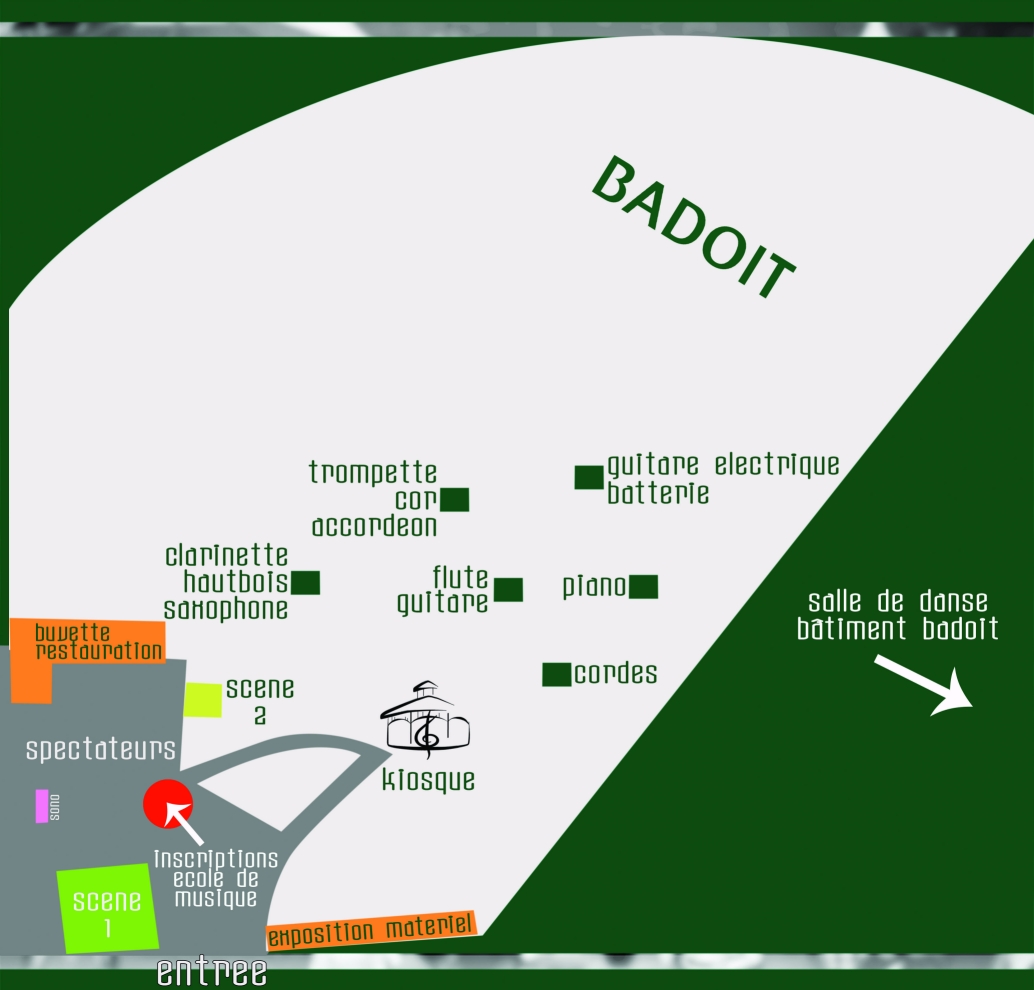 BADOIT
trompette
cor
accordeon
guitare electrique
batterie
clarinette
hautbois
saxophone
flute
guitare
piano
salle de danse
bâtiment badoit
buvette
restauration
cordes
scene
2
spectateurs
kiosque
sono
inscriptions
ecole de
musique
scene
1
exposition materiel
entree